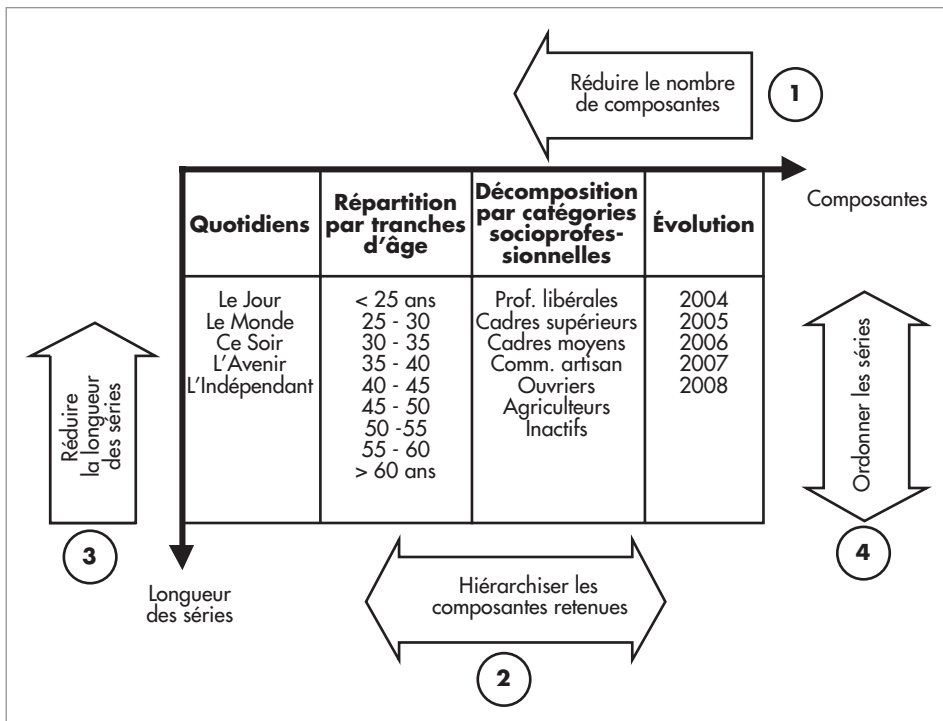 Réduire le nombre
de composantes
1
Composantes
Quotidiens
Répartition
par tranches
d'âge
Décomposition
par catégories
socioprofes-
sionnelles
Évolution
Le Jour
Le Monde
Ce Soir
L'Avenir
L'Indépendant
< 25 ans
25 - 30
30 - 35
35 - 40
40 - 45
45 - 50
50 -55
55 - 60
> 60 ans
Prof. libérales
Cadres supérieurs
Cadres moyens
Comm. artisan
Ouvriers
Agriculteurs
Inactifs
2004
2005
2006
2007
2008
Réduire
la longueur
des séries
3
Ordonner les séries
4
Longueur
des séries
Hiérarchiser les
composantes retenues
2